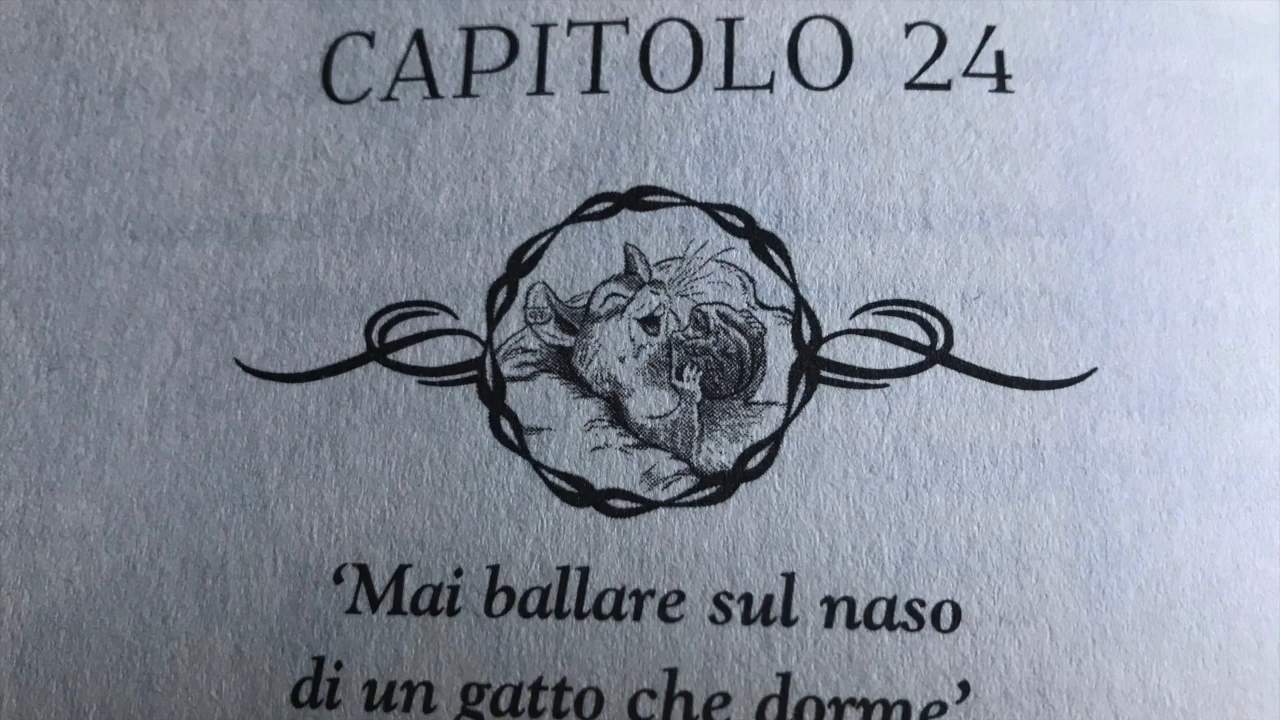 CAPITOLO 24
‘Mai ballare sul naso
di un gatto che dorme’